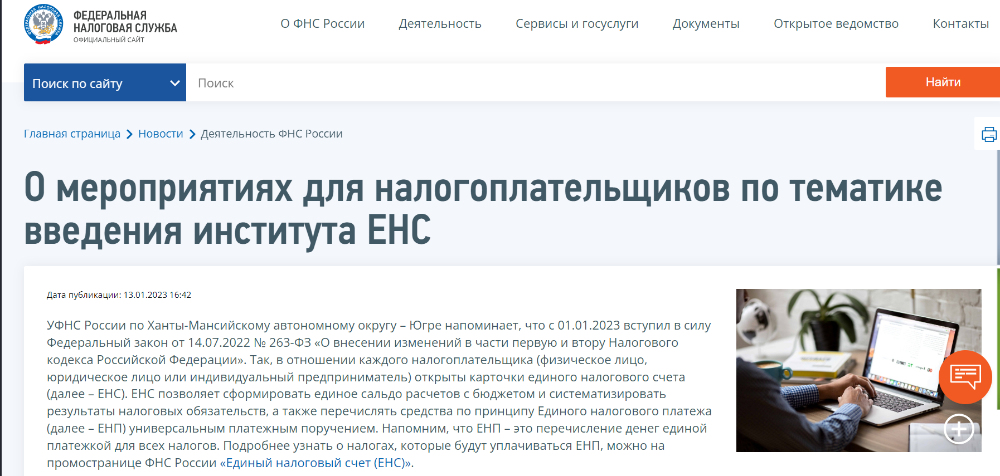 ФЕДЕРАЛЬНАЯ
НАЛОГОВАЯ СЛУЖБА
ОФИЦИАЛЬНЫЙ САЙТ
О ФНС России
Деятельность
Сервисы и госуслуги
Документы
Открытое ведомство
Контакты
Поиск по сайту
Поиск
Найти
Главная страница
Новости
Деятельность ФНС России
О мероприятиях для налогоплательщиков по тематике
введения института ЕНС
Дата публикации: 13.01.2023 16:42
УФНС России по Ханты-Мансийскому автономному округу – Югре напоминает, что с 01.01.2023 вступил в силу
Федеральный закон от 14.07.2022 № 263-ФЗ «О внесении изменений в части первую и втору Налогового
кодекса Российской Федерации». Так, в отношении каждого налогоплательщика (физическое лицо,
юридическое лицо или индивидуальный предприниматель) открыты карточки единого налогового счета
(далее – ЕНС). ЕНС позволяет сформировать единое сальдо расчетов с бюджетом и систематизировать
результаты налоговых обязательств, а также перечислять средства по принципу Единого налогового платежа
(далее – ЕНП) универсальным платежным поручением. Напомним, что ЕНП – это перечисление денег единой
платежкой для всех налогов. Подробнее узнать о налогах, которые будут уплачиваться ЕНП, можно на
промостранице ФНС России «Единый налоговый счет (ЕНС)».